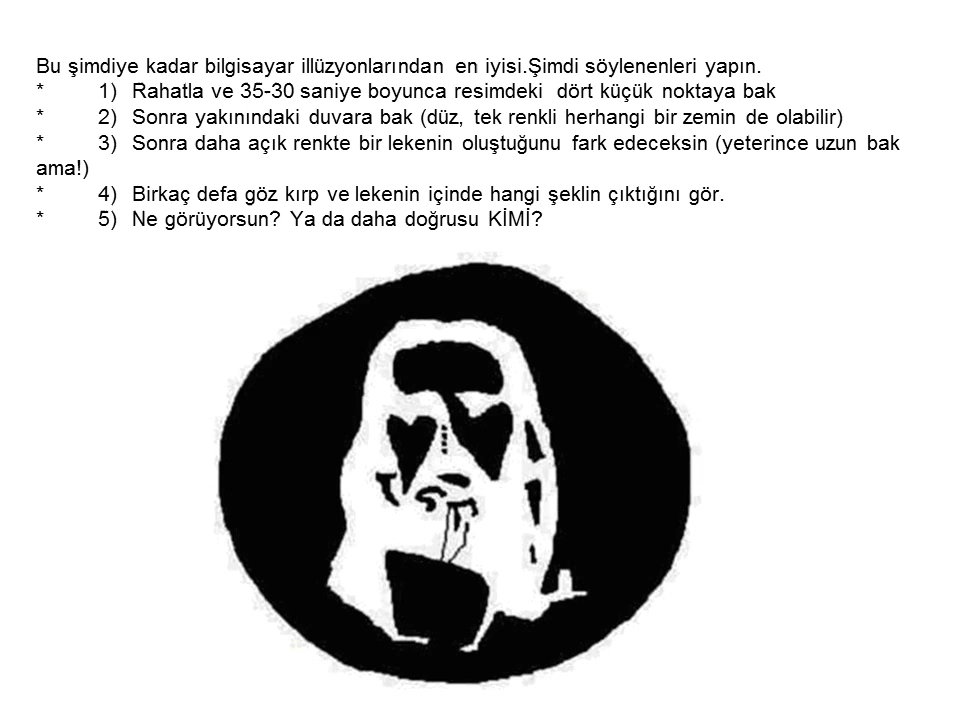 Bu şimdiye kadar bilgisayar illüzyonlarından en iyisi.Şimdi söylenenleri yapın.
* 1) Rahatla ve 35-30 saniye boyunca resimdeki dört küçük noktaya bak
* 2) Sonra yakınındaki duvara bak (düz, tek renkli herhangi bir zemin de olabilir)
* 3) Sonra daha açık renkte bir lekenin oluştuğunu fark edeceksin (yeterince uzun bak
ama!)
* 4) Birkaç defa göz kırp ve lekenin içinde hangi şeklin çıktığını gör.
* 5) Ne görüyorsun? Ya da daha doğrusu KİMİ?